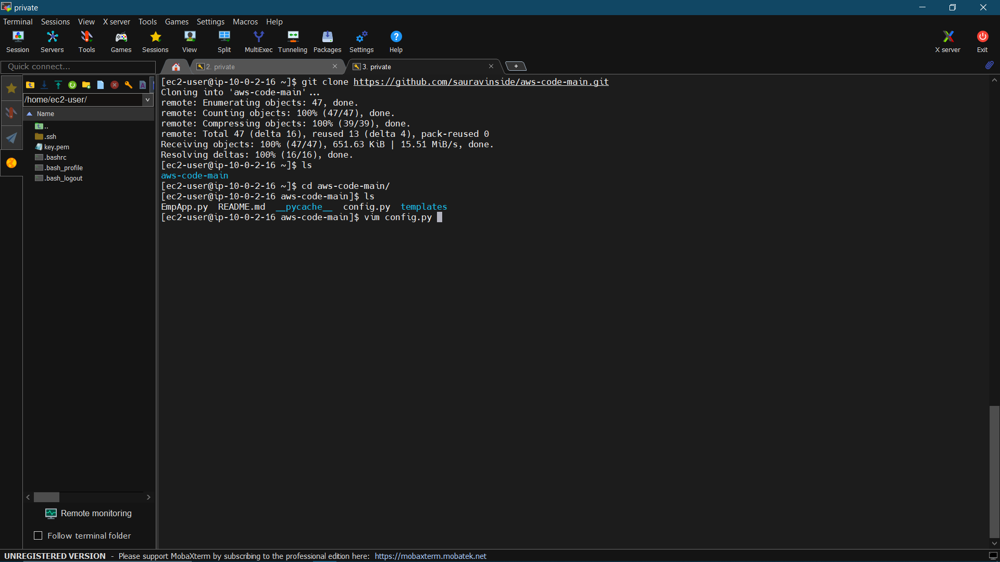 private
Terminal Sessions View X server Tools Games Settings Macros Help
Session Servers Tools Games Sessions View Split MultiExec Tunneling Packages Settings Help X server Exit
Quick connect...
2. private
3. private
/home/ec2-user/
Name
..
.ssh
key.pem
.bashrc
.bash_profile
.bash_logout
[ec2-user@ip-10-0-2-16 ~]$ git clone https://github.com/sauravinside/aws-code-main.git
Cloning into 'aws-code-main'...
remote: Enumerating objects: 47, done.
remote: Counting objects: 100% (47/47), done.
remote: Compressing objects: 100% (39/39), done.
remote: Total 47 (delta 16), reused 13 (delta 4), pack-reused 0
Receiving objects: 100% (47/47), 651.63 KiB | 15.51 MiB/s, done.
Resolving deltas: 100% (16/16), done.
[ec2-user@ip-10-0-2-16 ~]$ ls
aws-code-main
[ec2-user@ip-10-0-2-16 ~]$ cd aws-code-main/
[ec2-user@ip-10-0-2-16 aws-code-main]$ ls
EmpApp.py README.md __pycache__ config.py templates
[ec2-user@ip-10-0-2-16 aws-code-main]$ vim config.py
Remote monitoring
Follow terminal folder
UNREGISTERED VERSION - Please support MobaXterm by subscribing to the professional edition here: https://mobaxterm.mobatek.net